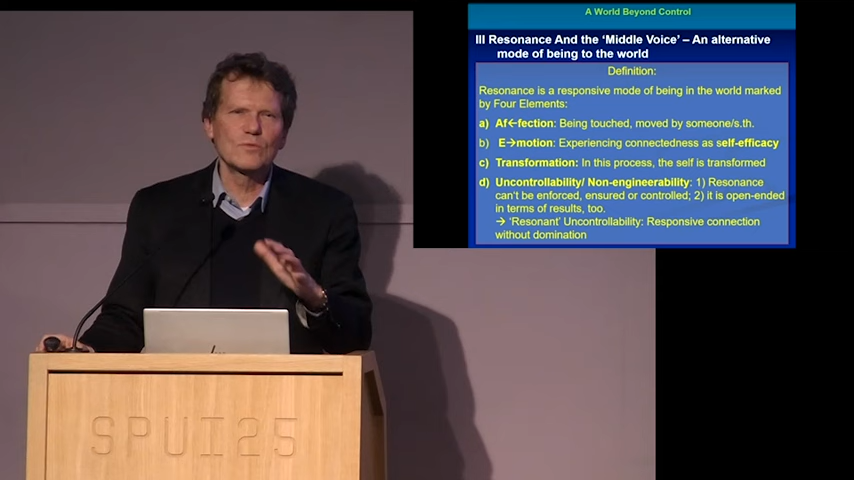 A World Beyond Control
III Resonance And the ‘Middle Voice’ – An alternative
mode of being to the world
Definition:
Resonance is a responsive mode of being in the world marked
by Four Elements:
a) Af←fection: Being touched, moved by someone/s.th.
b) E→motion: Experiencing connectedness as self-efficacy
c) Transformation: In this process, the self is transformed
d) Uncontrollability/ Non-engineerability: 1) Resonance
can't be enforced, ensured or controlled; 2) it is open-ended
in terms of results, too.
→ ‘Resonant’ Uncontrollability: Responsive connection
without domination
SPUI25